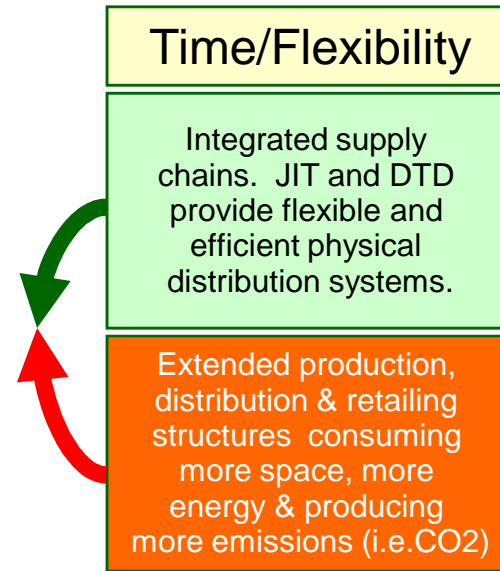 Time/Flexibility
Integrated supply
chains.  JIT and DTD
provide flexible and
efficient physical
distribution systems.
Extended production,
distribution & retailing
structures  consuming
more space, more
energy & producing
more emissions (i.e.CO2)